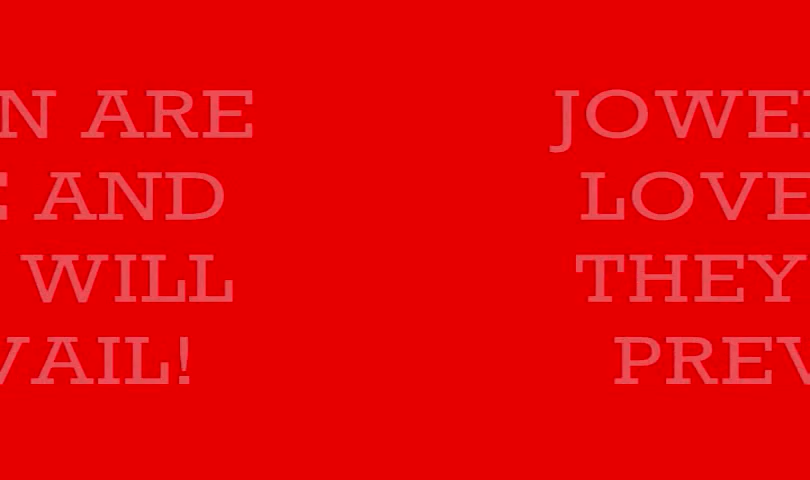 N ARE JOWE
E AND LOVE
WILL THEY
VAIL! PREV